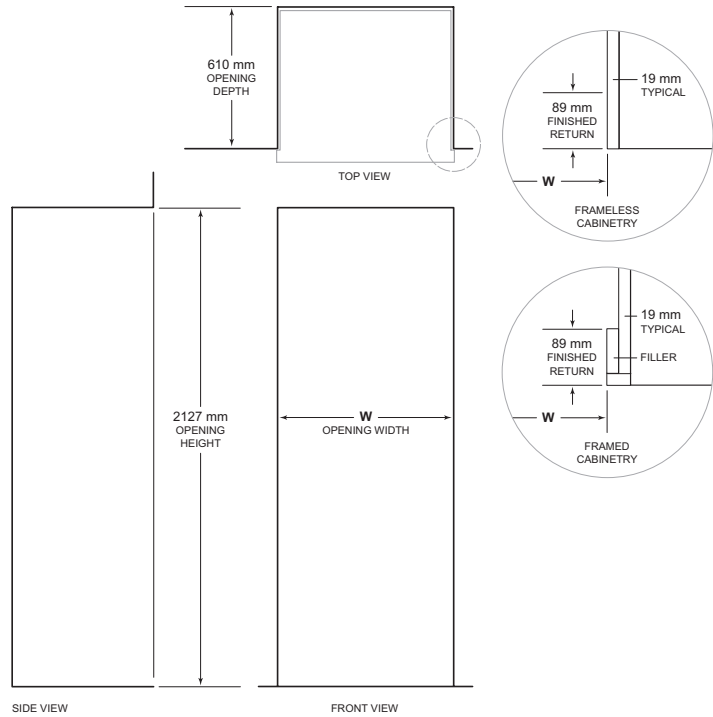 610 mm
OPENING
DEPTH
TOP VIEW
19 mm
TYPICAL
89 mm
FINISHED
RETURN
W
FRAMELESS
CABINETRY
19 mm
TYPICAL
89 mm
FINISHED
RETURN
FILLER
W
FRAMED
CABINETRY
2127 mm
OPENING
HEIGHT
W
OPENING WIDTH
SIDE VIEW
FRONT VIEW